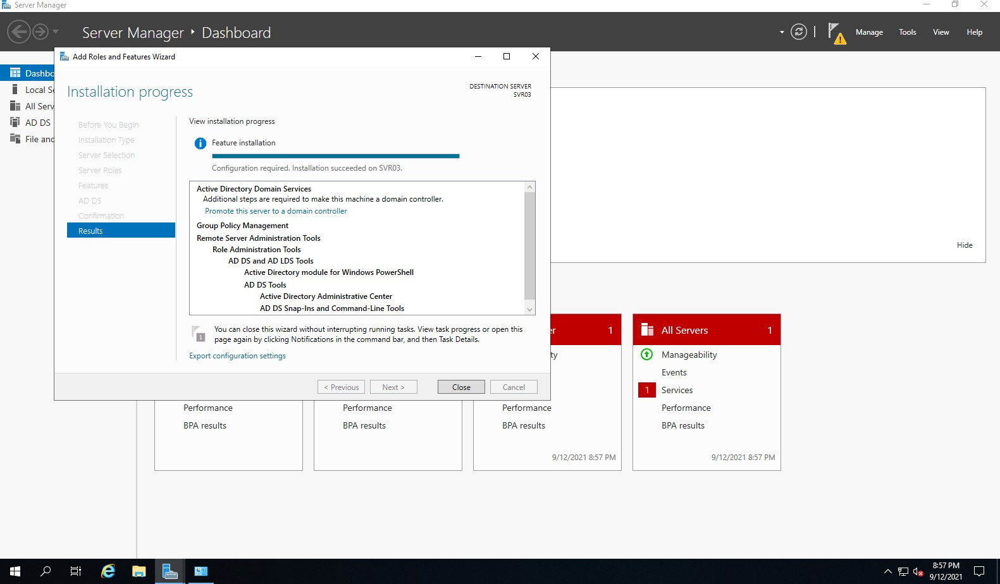 Server Manager
Server Manager ‣ Dashboard
Manage
Tools
View
Help
Dashbo
Local Se
All Serv
AD DS
File and
Add Roles and Features Wizard
Installation progress
DESTINATION SERVER
SVR03
Before You Begin
Installation Type
Server Selection
Server Roles
Features
AD DS
Confirmation
Results
View installation progress
Feature installation
Configuration required. Installation succeeded on SVR03.
Active Directory Domain Services
Additional steps are required to make this machine a domain controller.
Promote this server to a domain controller
Group Policy Management
Remote Server Administration Tools
Role Administration Tools
AD DS and AD LDS Tools
Active Directory module for Windows PowerShell
AD DS Tools
Active Directory Administrative Center
AD DS Snap-Ins and Command-Line Tools
1
You can close this wizard without interrupting running tasks. View task progress or open this
page again by clicking Notifications in the command bar, and then Task Details.
Export configuration settings
< Previous
Next >
Close
Cancel
Hide
er 1
ty
All Servers 1
Manageability
Events
1 Services
Performance
BPA results
9/12/2021 8:57 PM
Performance
BPA results
Performance
BPA results
Performance
BPA results
9/12/2021 8:57 PM
8:57 PM
9/12/2021